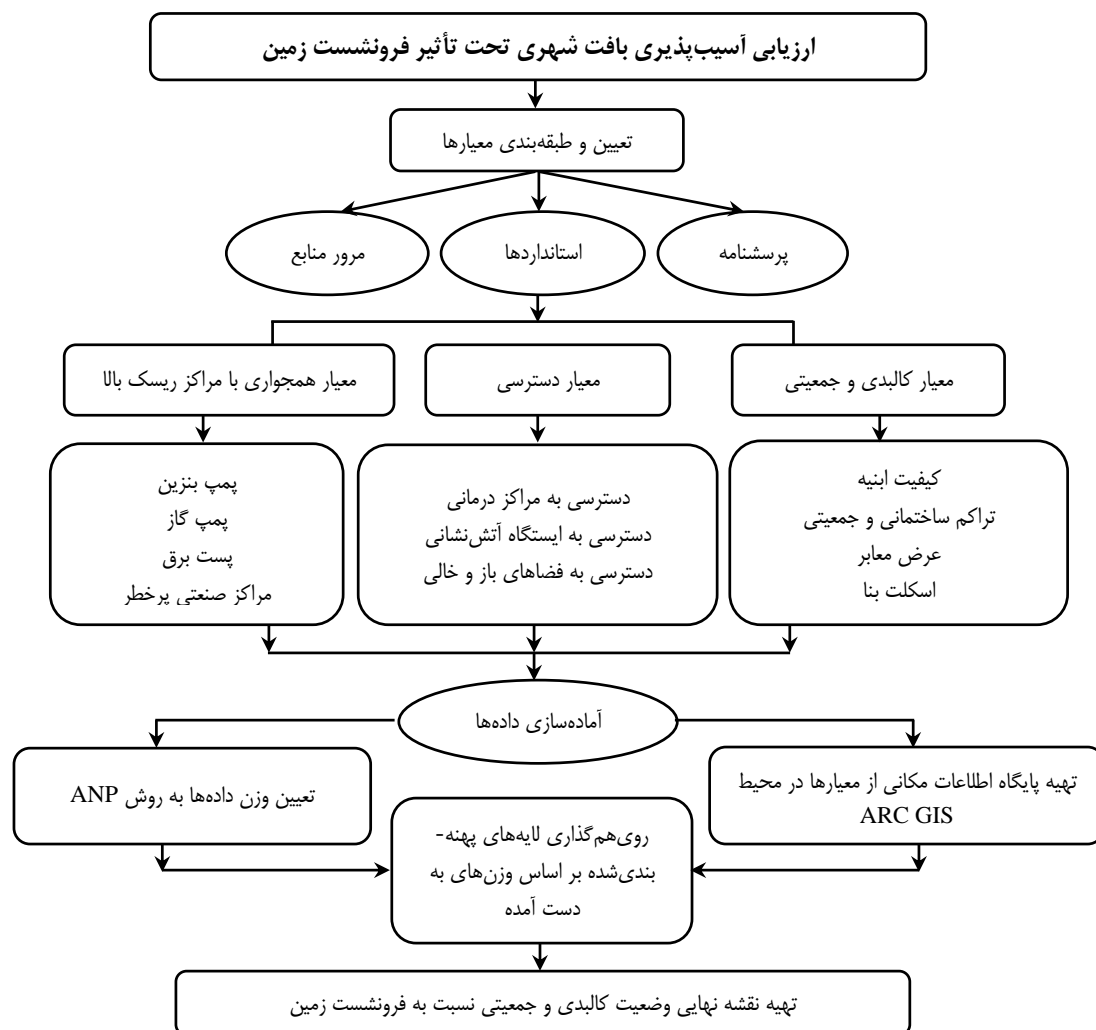 ارزیابی آسیب‌پذیری بافت شهری تحت تأثیر فرونشست زمین
تعیین و طبقه‌بندی معیارها
پرسشنامه
استانداردها
مرور منابع
معیار کالبدی و جمعیتی
معیار دسترسی
معیار همجواری با مراکز ریسک بالا
کیفیت ابنیه
تراکم ساختمانی و جمعیتی
عرض معابر
اسکلت بنا
دسترسی به مراکز درمانی
دسترسی به ایستگاه آتش‌نشانی
دسترسی به فضاهای باز و خالی
پمپ بنزین
پمپ گاز
پست برق
مراکز صنعتی پرخطر
آماده‌سازی داده‌ها
تهیه پایگاه اطلاعات مکانی از معیارها در محیط
ARC GIS
تعیین وزن داده‌ها به روش ANP
روی‌هم‌گذاری لایه‌های پهنه-
بندی‌شده بر اساس وزن‌های به
دست آمده
تهیه نقشه نهایی وضعیت کالبدی و جمعیتی نسبت به فرونشست زمین